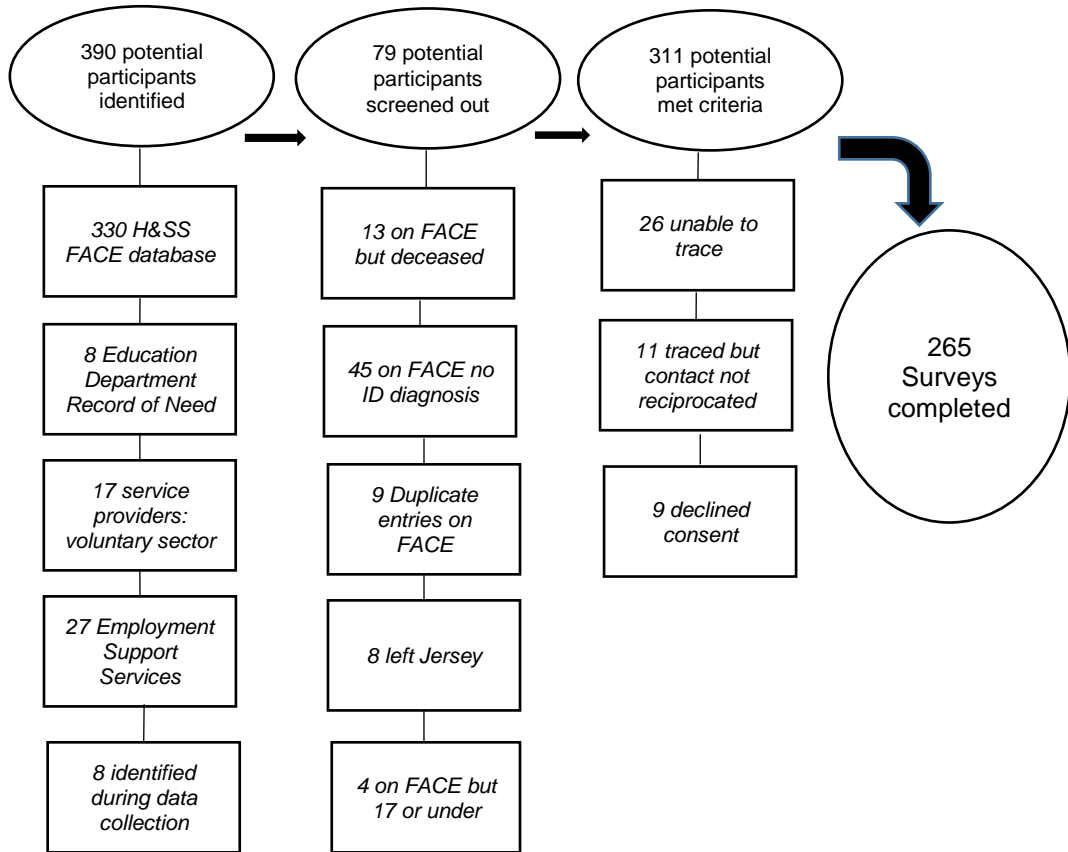 390 potential
participants
identified
330 H&SS
FACE database
8 Education
Department
Record of Need
17 service
providers:
voluntary sector
27 Employment
Support
Services
8 identified
during data
collection
79 potential
participants
screened out
13 on FACE
but deceased
45 on FACE no
ID diagnosis
9 Duplicate
entries on
FACE
8 left Jersey
4 on FACE but
17 or under
311 potential
participants
met criteria
26 unable to
trace
11 traced but
contact not
reciprocated
9 declined
consent
265
Surveys
completed